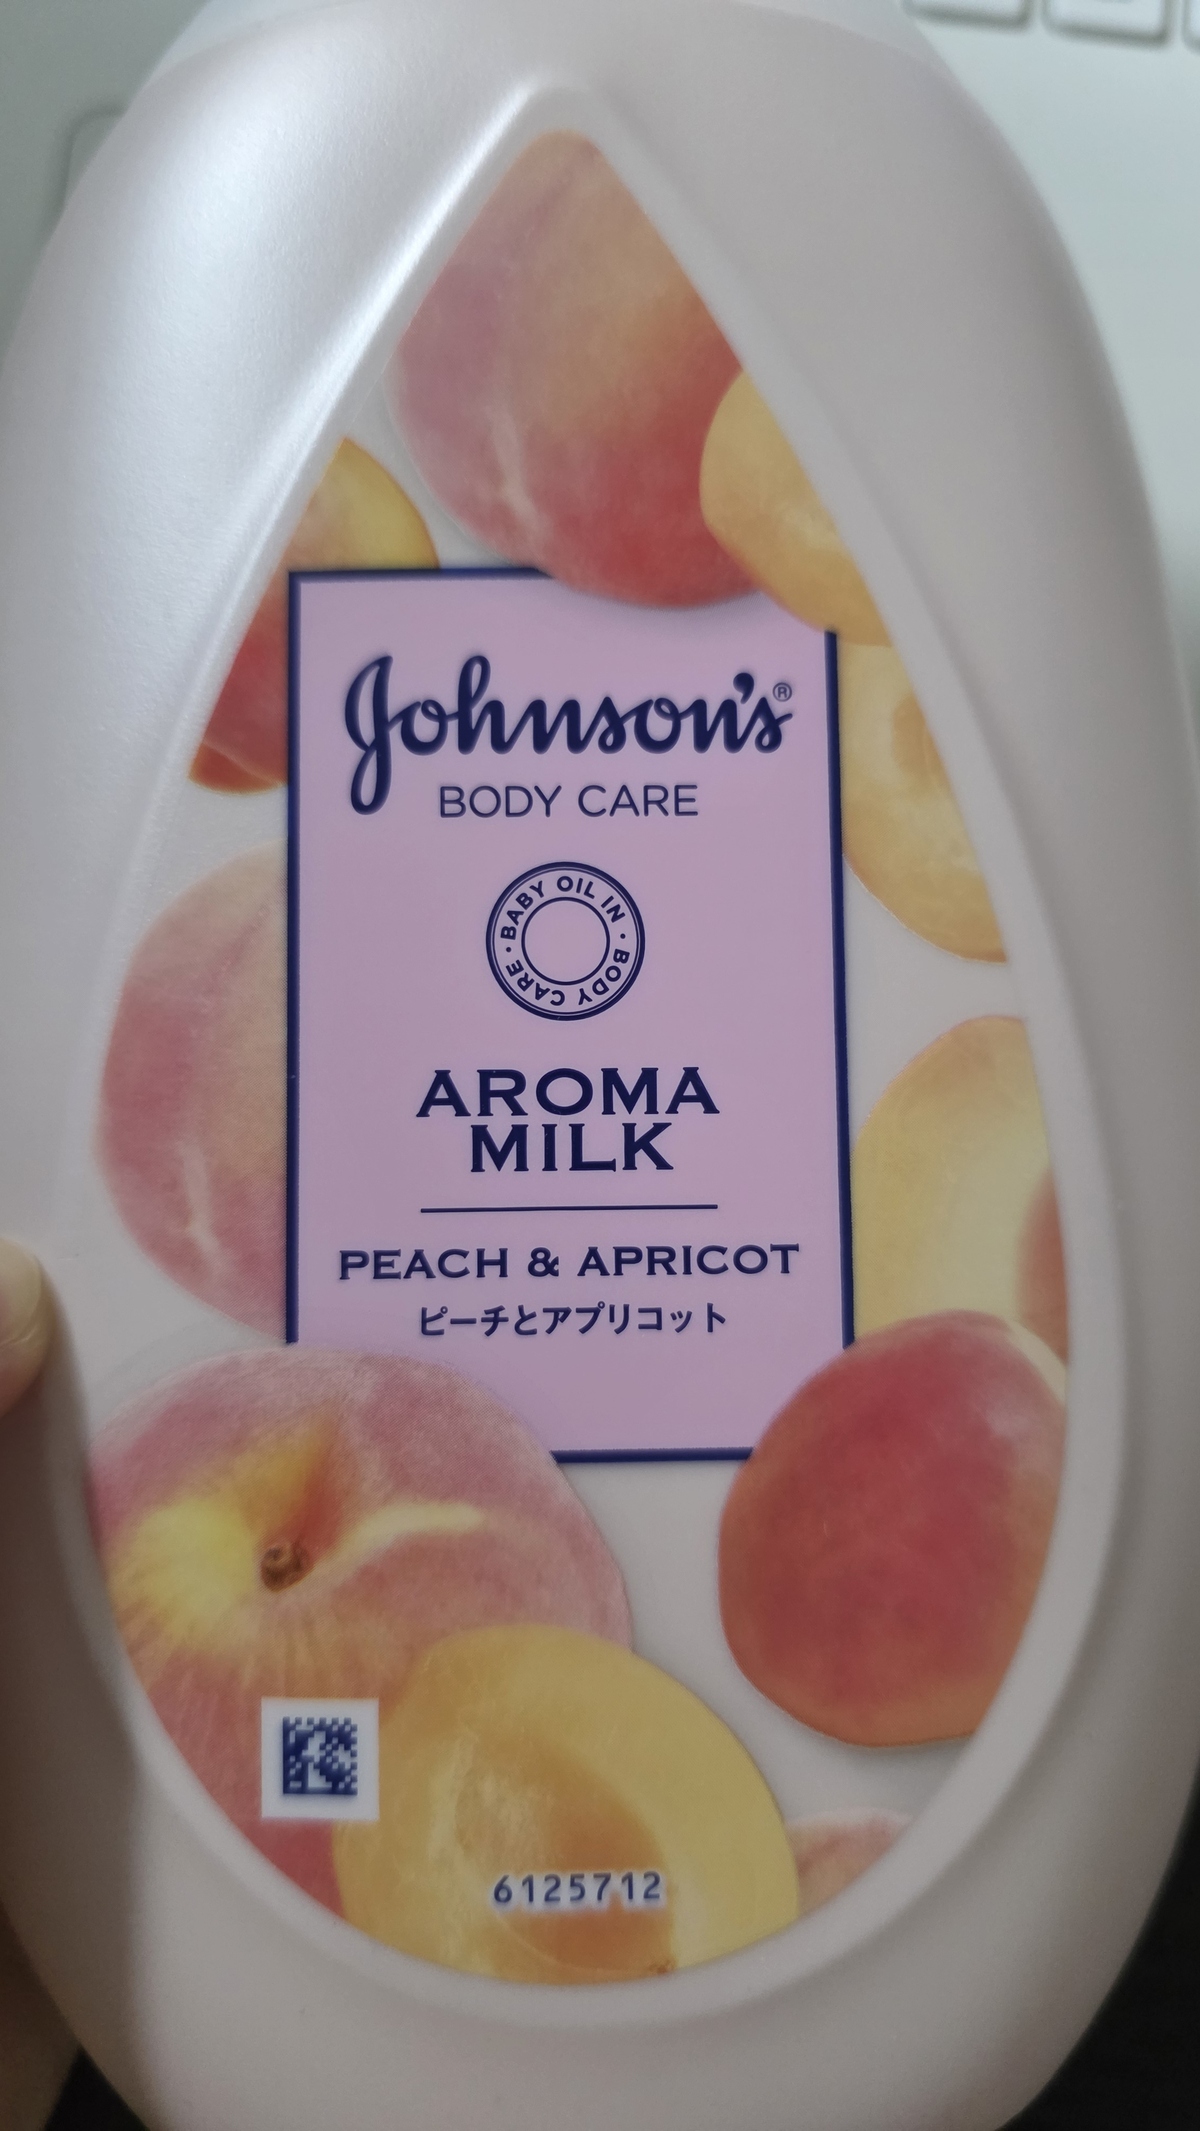 Johnson's®
BODY CARE
BABY OIL IN · BODY CARE ·
AROMA
MILK
PEACH & APRICOT
ピーチとアプリコット
6125712